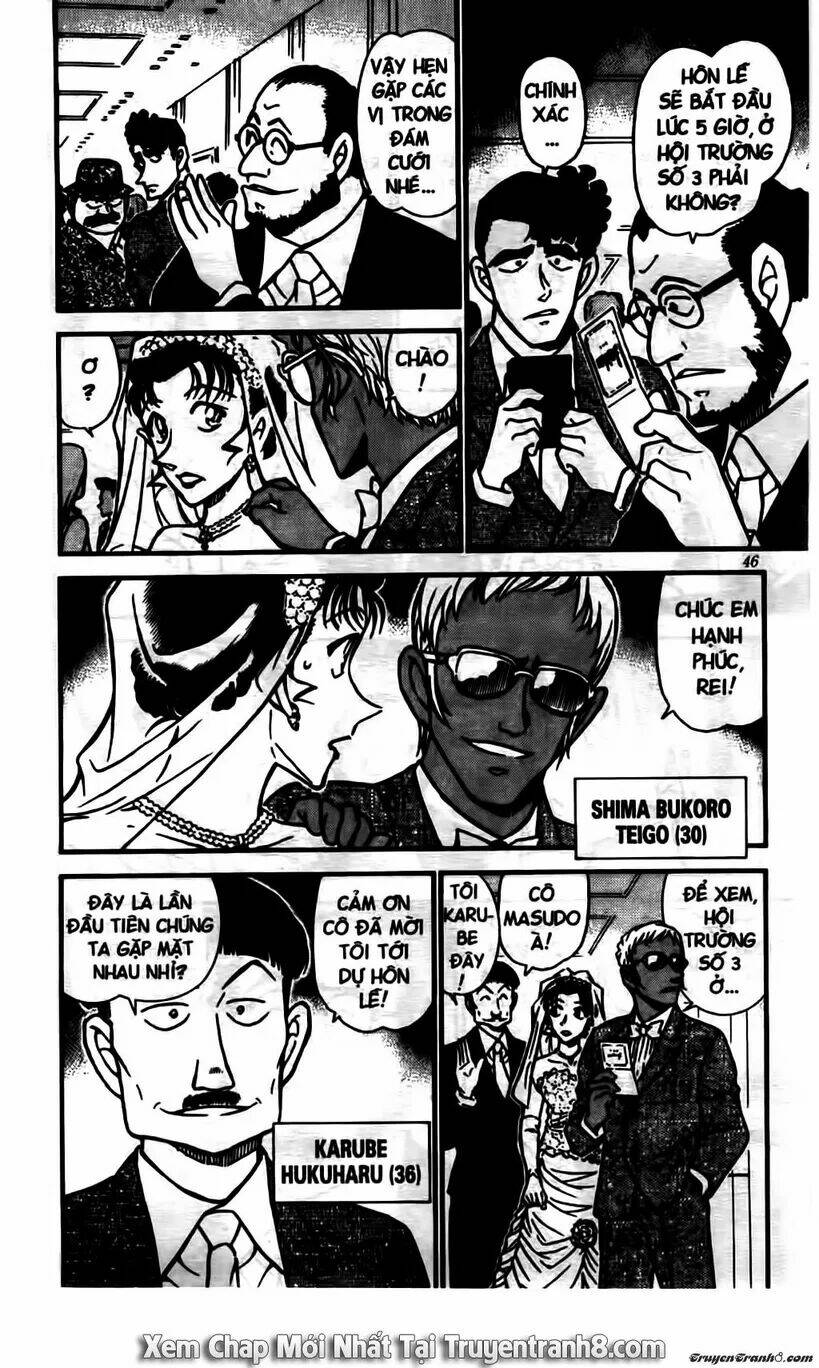 HÔN LỄ
SẼ BẮT ĐẦU
LÚC 5 GIỜ, Ở
HỘI TRƯỜNG
SỐ 3 PHẢI
KHÔNG?
CHÍNH
XÁC
...
VẬY HẸN
GẶP CÁC
VỊ TRONG
ĐÁM
CƯỚI
NHÉ...
CHÀO
!
Ơ
?
46
CHÚC EM
HẠNH
PHÚC,
REI!
SHIMA BUKORO
TEIGO (30)
ĐỂ XEM,
HỘI
TRƯỜNG
SỐ 3
Ở...
CÔ
MASUDO
À!
TÔI
KARU-
BE
ĐÂY
!
CẢM ƠN
CÔ ĐÃ MỜI
TÔI TỚI
DỰ HÔN
LỄ!
ĐÂY LÀ LẦN
ĐẦU TIÊN CHÚNG
TA GẶP MẶT
NHAU NHỈ?
KARUBE
HUKUHARU (36)
Xem Chap Mới Nhất Tại Truyentranh8.com
TruyenTranh8.com